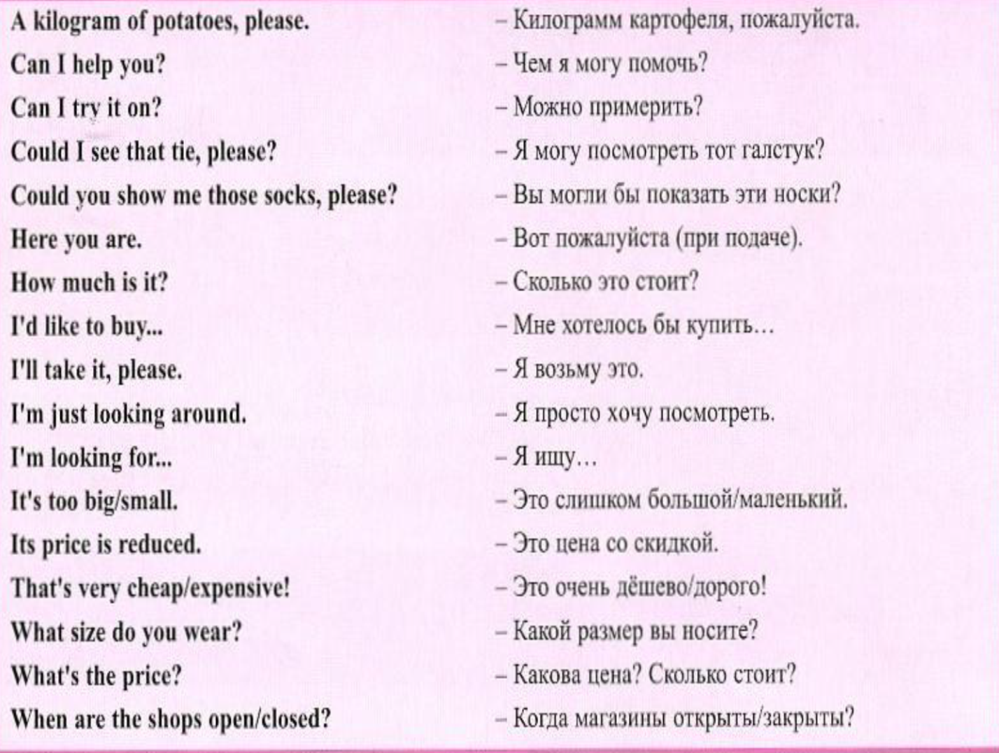 A kilogram of potatoes, please. – Килограмм картофеля, пожалуйста.
Can I help you? – Чем я могу помочь?
Can I try it on? – Можно примерить?
Could I see that tie, please? – Я могу посмотреть тот галстук?
Could you show me those socks, please? – Вы могли бы показать эти носки?
Here you are. – Вот пожалуйста (при подаче).
How much is it? – Сколько это стоит?
I'd like to buy... – Мне хотелось бы купить…
I'll take it, please. – Я возьму это.
I'm just looking around. – Я просто хочу посмотреть.
I'm looking for... – Я ищу…
It's too big/small. – Это слишком большой/маленький.
Its price is reduced. – Это цена со скидкой.
That's very cheap/expensive! – Это очень дёшево/дорого!
What size do you wear? – Какой размер вы носите?
What's the price? – Какова цена? Сколько стоит?
When are the shops open/closed? – Когда магазины открыты/закрыты?